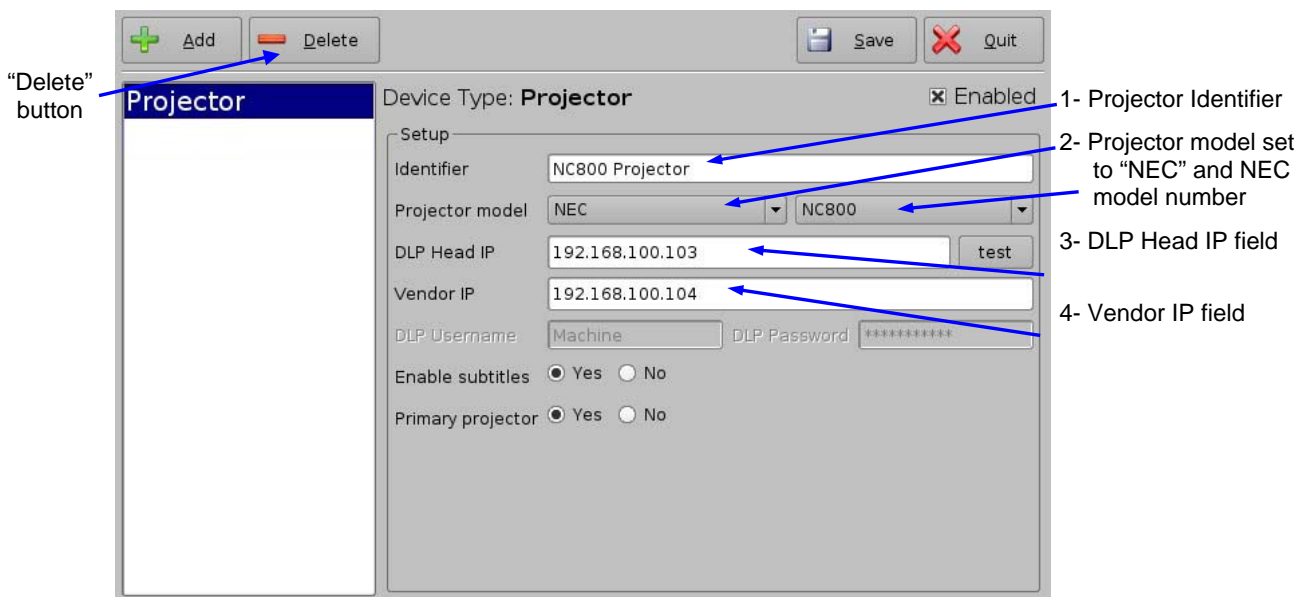 Add Delete Save Quit
“Delete”
button
Projector
Device Type: Projector Enabled
1- Projector Identifier
Setup
2- Projector model set
to “NEC” and NEC
model number
Identifier NC800 Projector
Projector model NEC NC800
3- DLP Head IP field
DLP Head IP 192.168.100.103 test
Vendor IP 192.168.100.104
4- Vendor IP field
DLP Username Machine DLP Password ***********
Enable subtitles Yes No
Primary projector Yes No